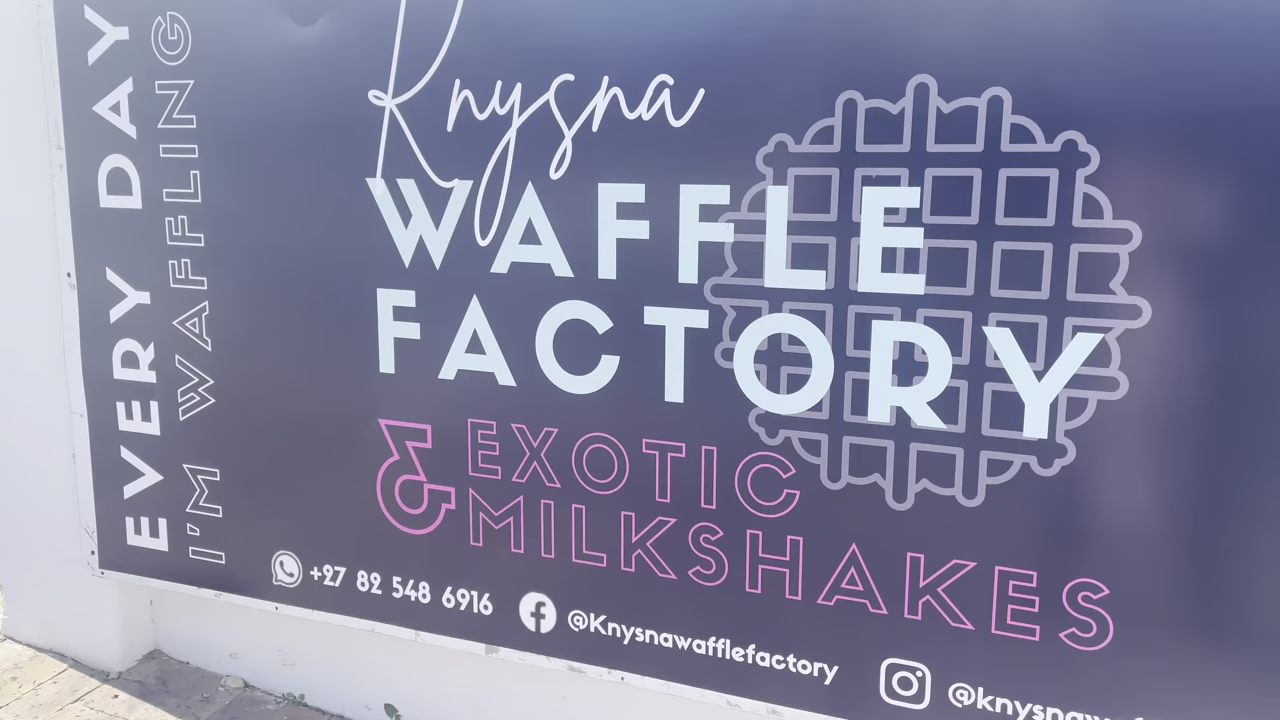 EVERY DAY
I'M WAFFLING
Knysna
WAFFLE
FACTORY
& EXOTIC
MILKSHAKES
+27 82 548 6916
@Knysnawafflefactory